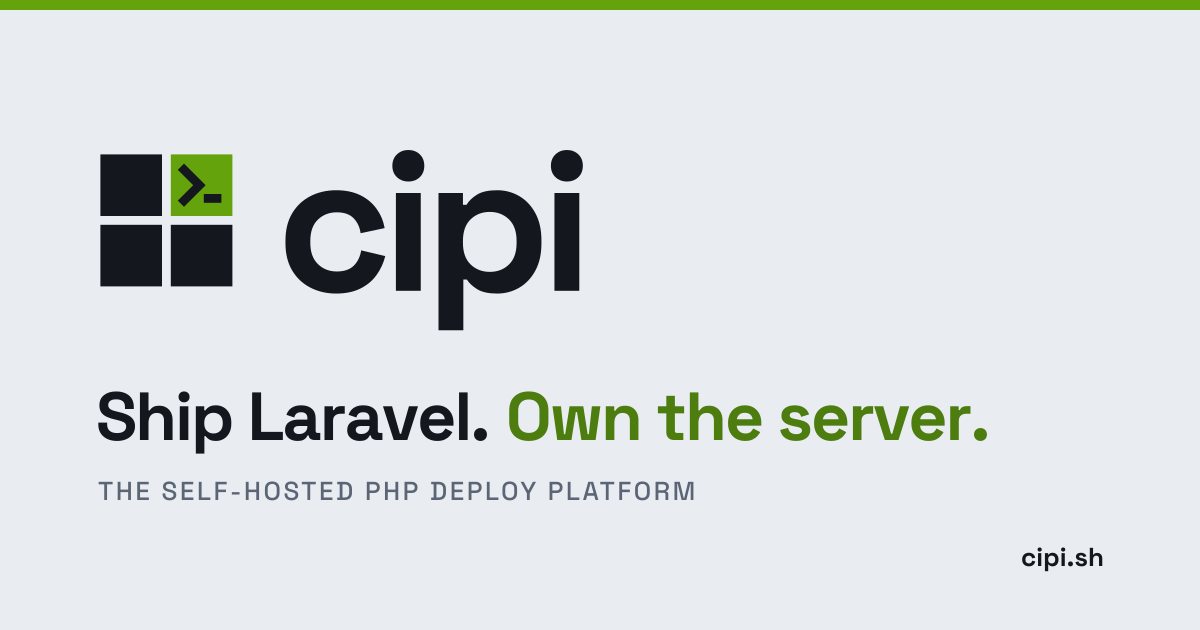 cipi
Ship Laravel. Own the server.
THE SELF-HOSTED PHP DEPLOY PLATFORM
cipi.sh